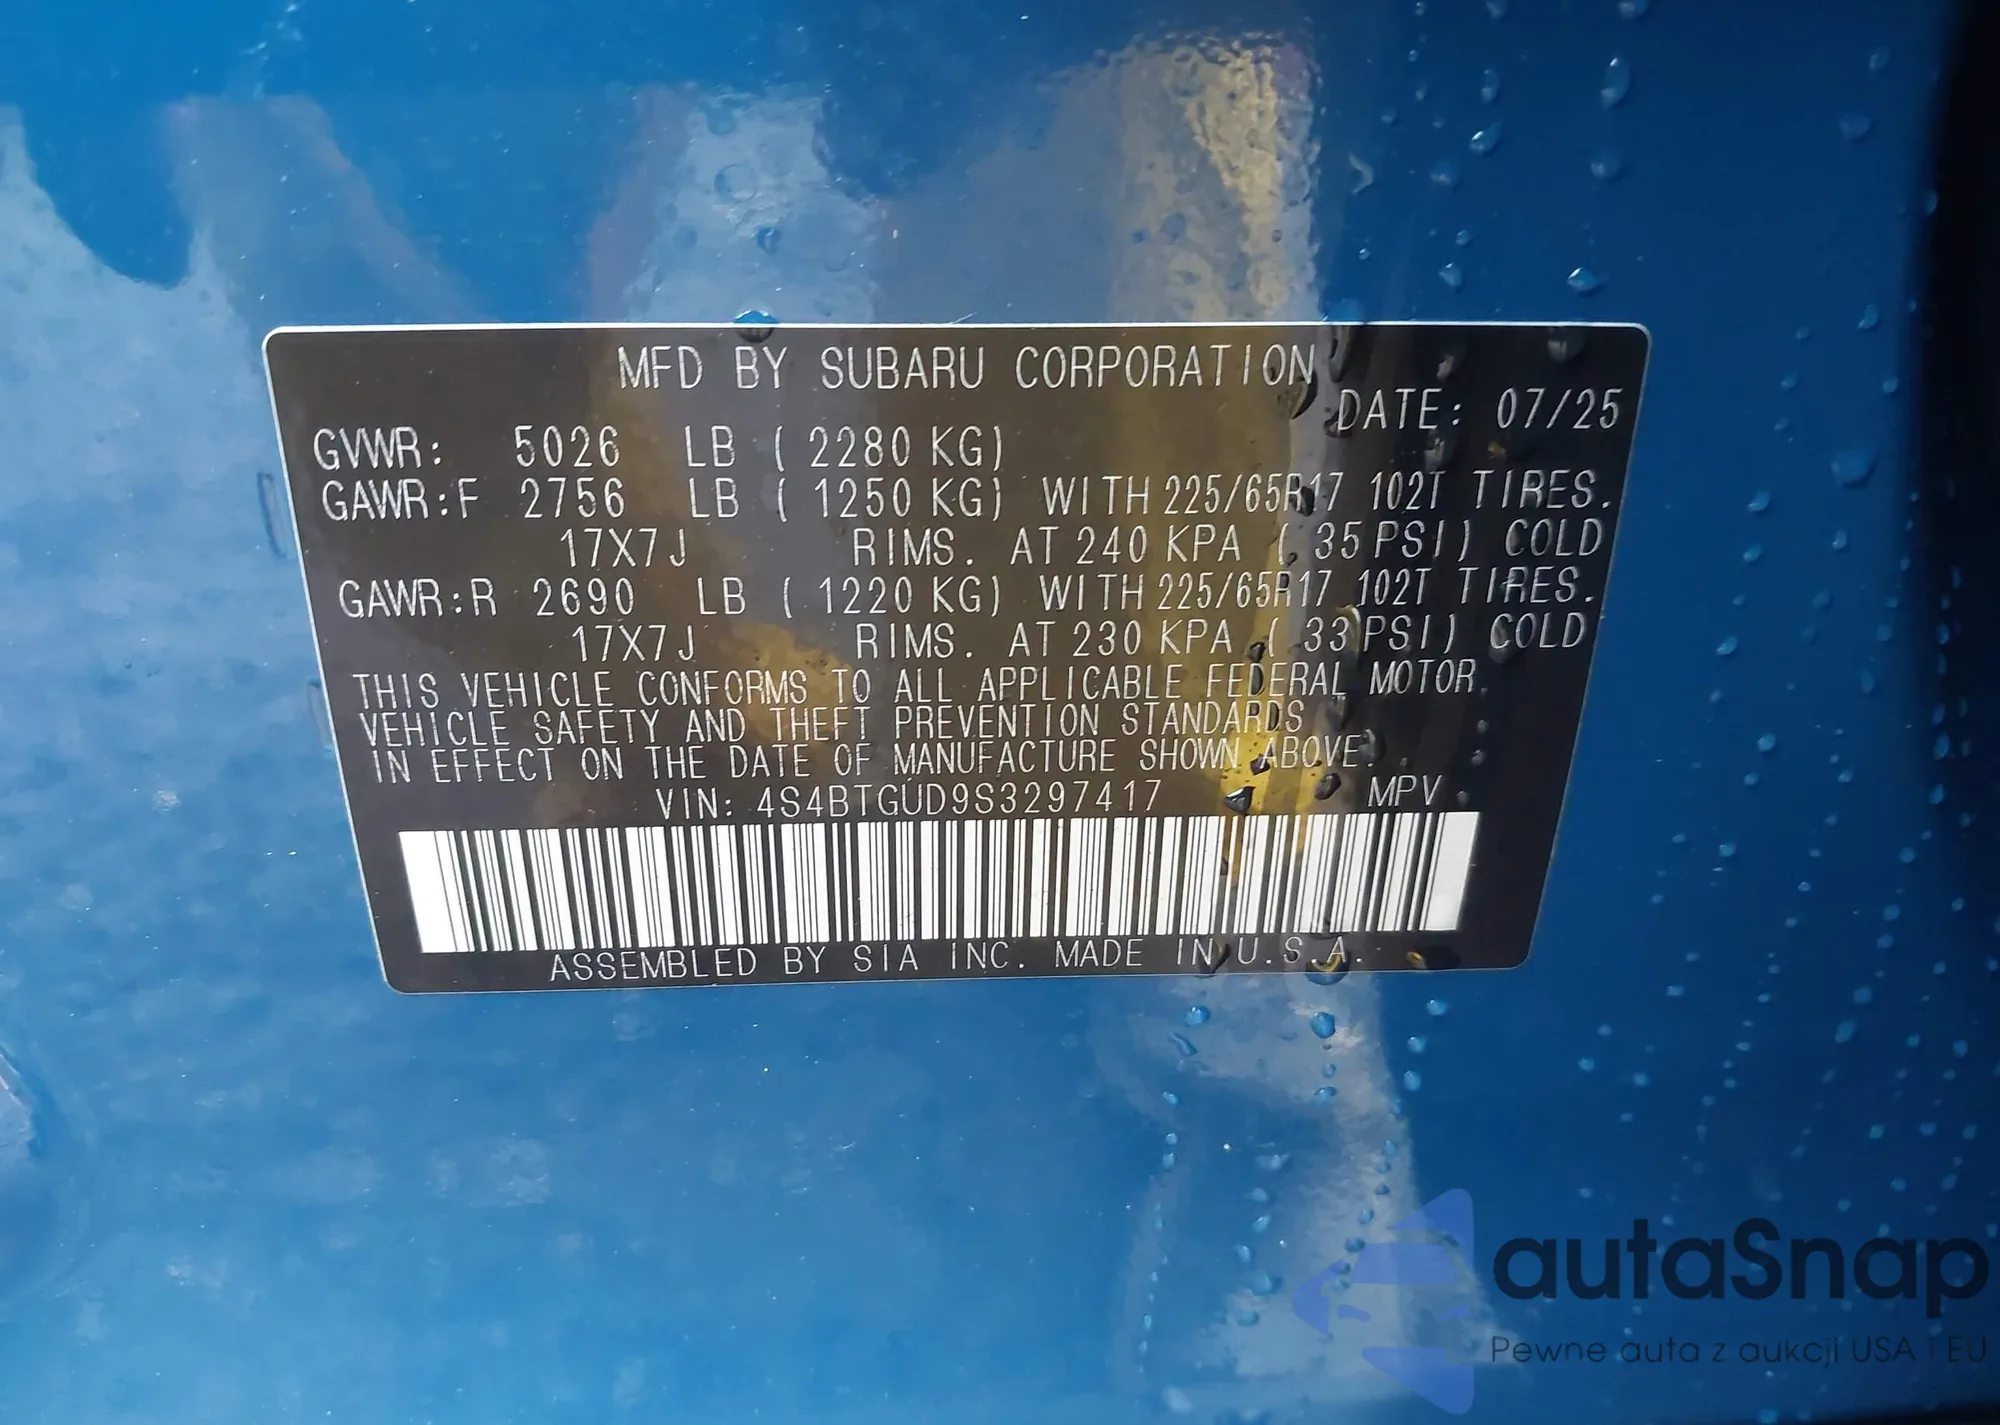 MFD BY SUBARU CORPORATION
DATE: 07/25
GVWR: 5026 LB ( 2280 KG)
GAWR:F 2756 LB ( 1250 KG) WITH 225/65R17 102T TIRES.
17X7J RIMS. AT 240 KPA ( 35 PSI) COLD
GAWR:R 2690 LB ( 1220 KG) WITH 225/65R17 102T TIRES.
17X7J RIMS. AT 230 KPA ( 33 PSI) COLD
THIS VEHICLE CONFORMS TO ALL APPLICABLE FEDERAL MOTOR
VEHICLE SAFETY AND THEFT PREVENTION STANDARDS
IN EFFECT ON THE DATE OF MANUFACTURE SHOWN ABOVE.
VIN: 4S4BTGUD9S3297417 MPV
ASSEMBLED BY SIA INC. MADE IN U.S.A.
autaSnap
Pewne auta z aukcji USA i EU